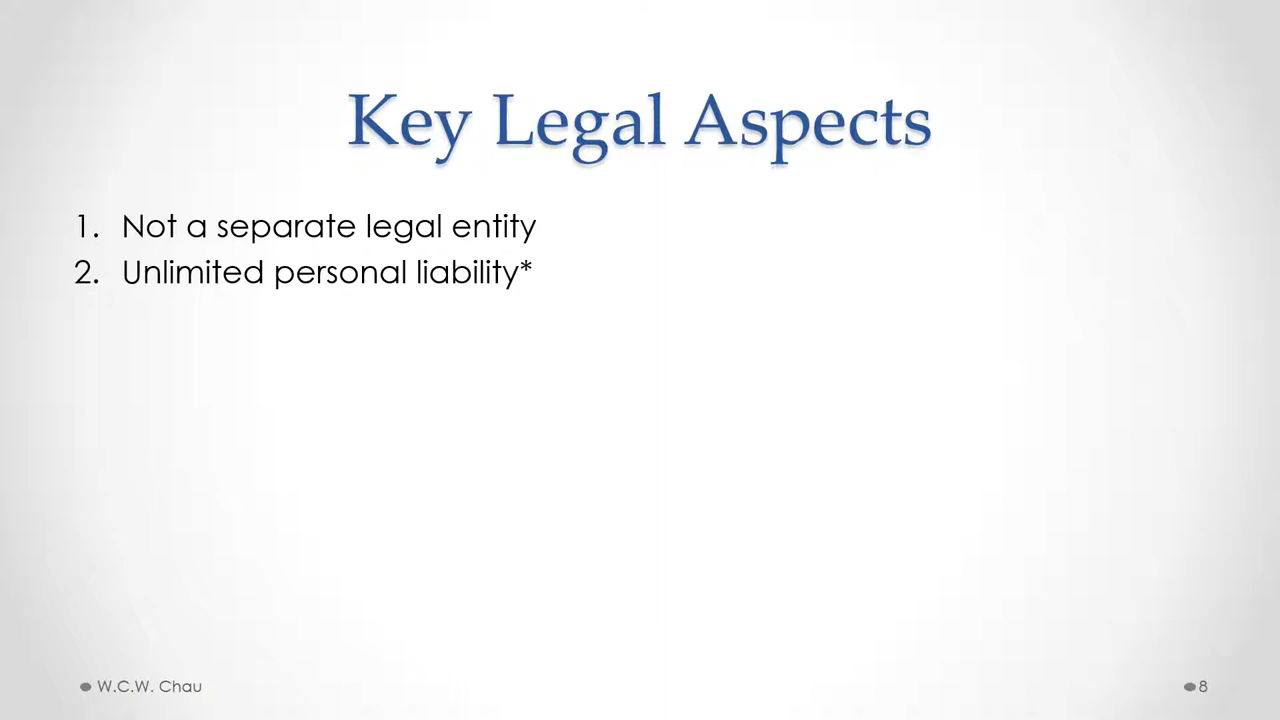 Key Legal Aspects
1. Not a separate legal entity
2. Unlimited personal liability*
W.C.W. Chau
8